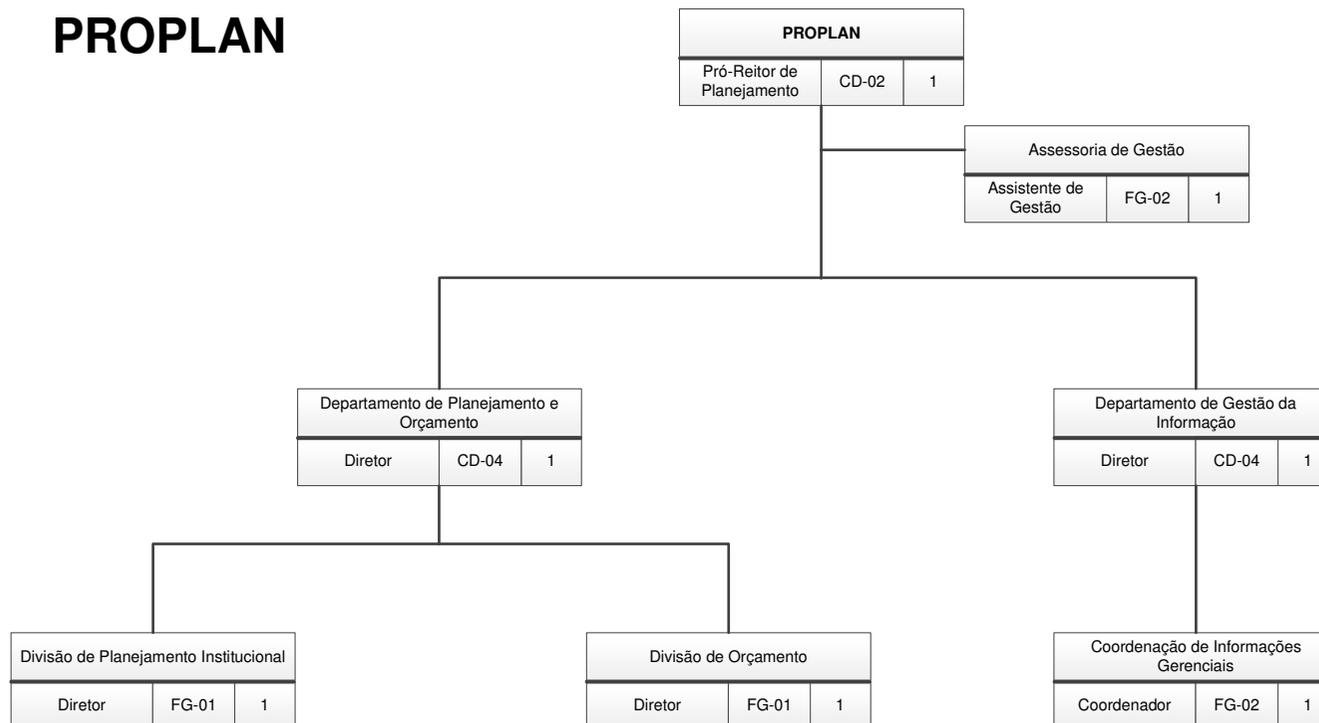 PROPLAN
PROPLAN
Pró-Reitor de
Planejamento
CD-02
1
Assessoria de Gestão
Assistente de
Gestão
FG-02
1
Departamento de Planejamento e
Orçamento
Diretor
CD-04
1
Departamento de Gestão da
Informação
Diretor
CD-04
1
Divisão de Planejamento Institucional
Diretor
FG-01
1
Divisão de Orçamento
Diretor
FG-01
1
Coordenação de Informações
Gerenciais
Coordenador
FG-02
1